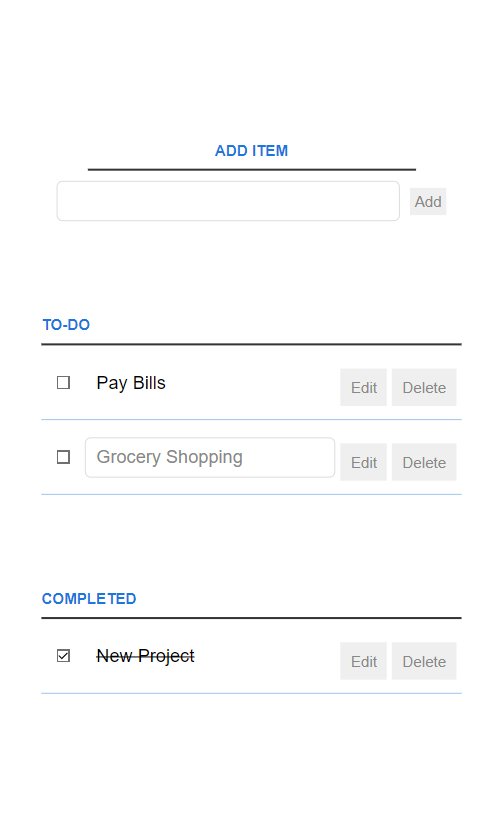 ADD ITEM
Add
TO-DO
Pay Bills Edit Delete
Grocery Shopping Edit Delete
COMPLETED
New Project Edit Delete